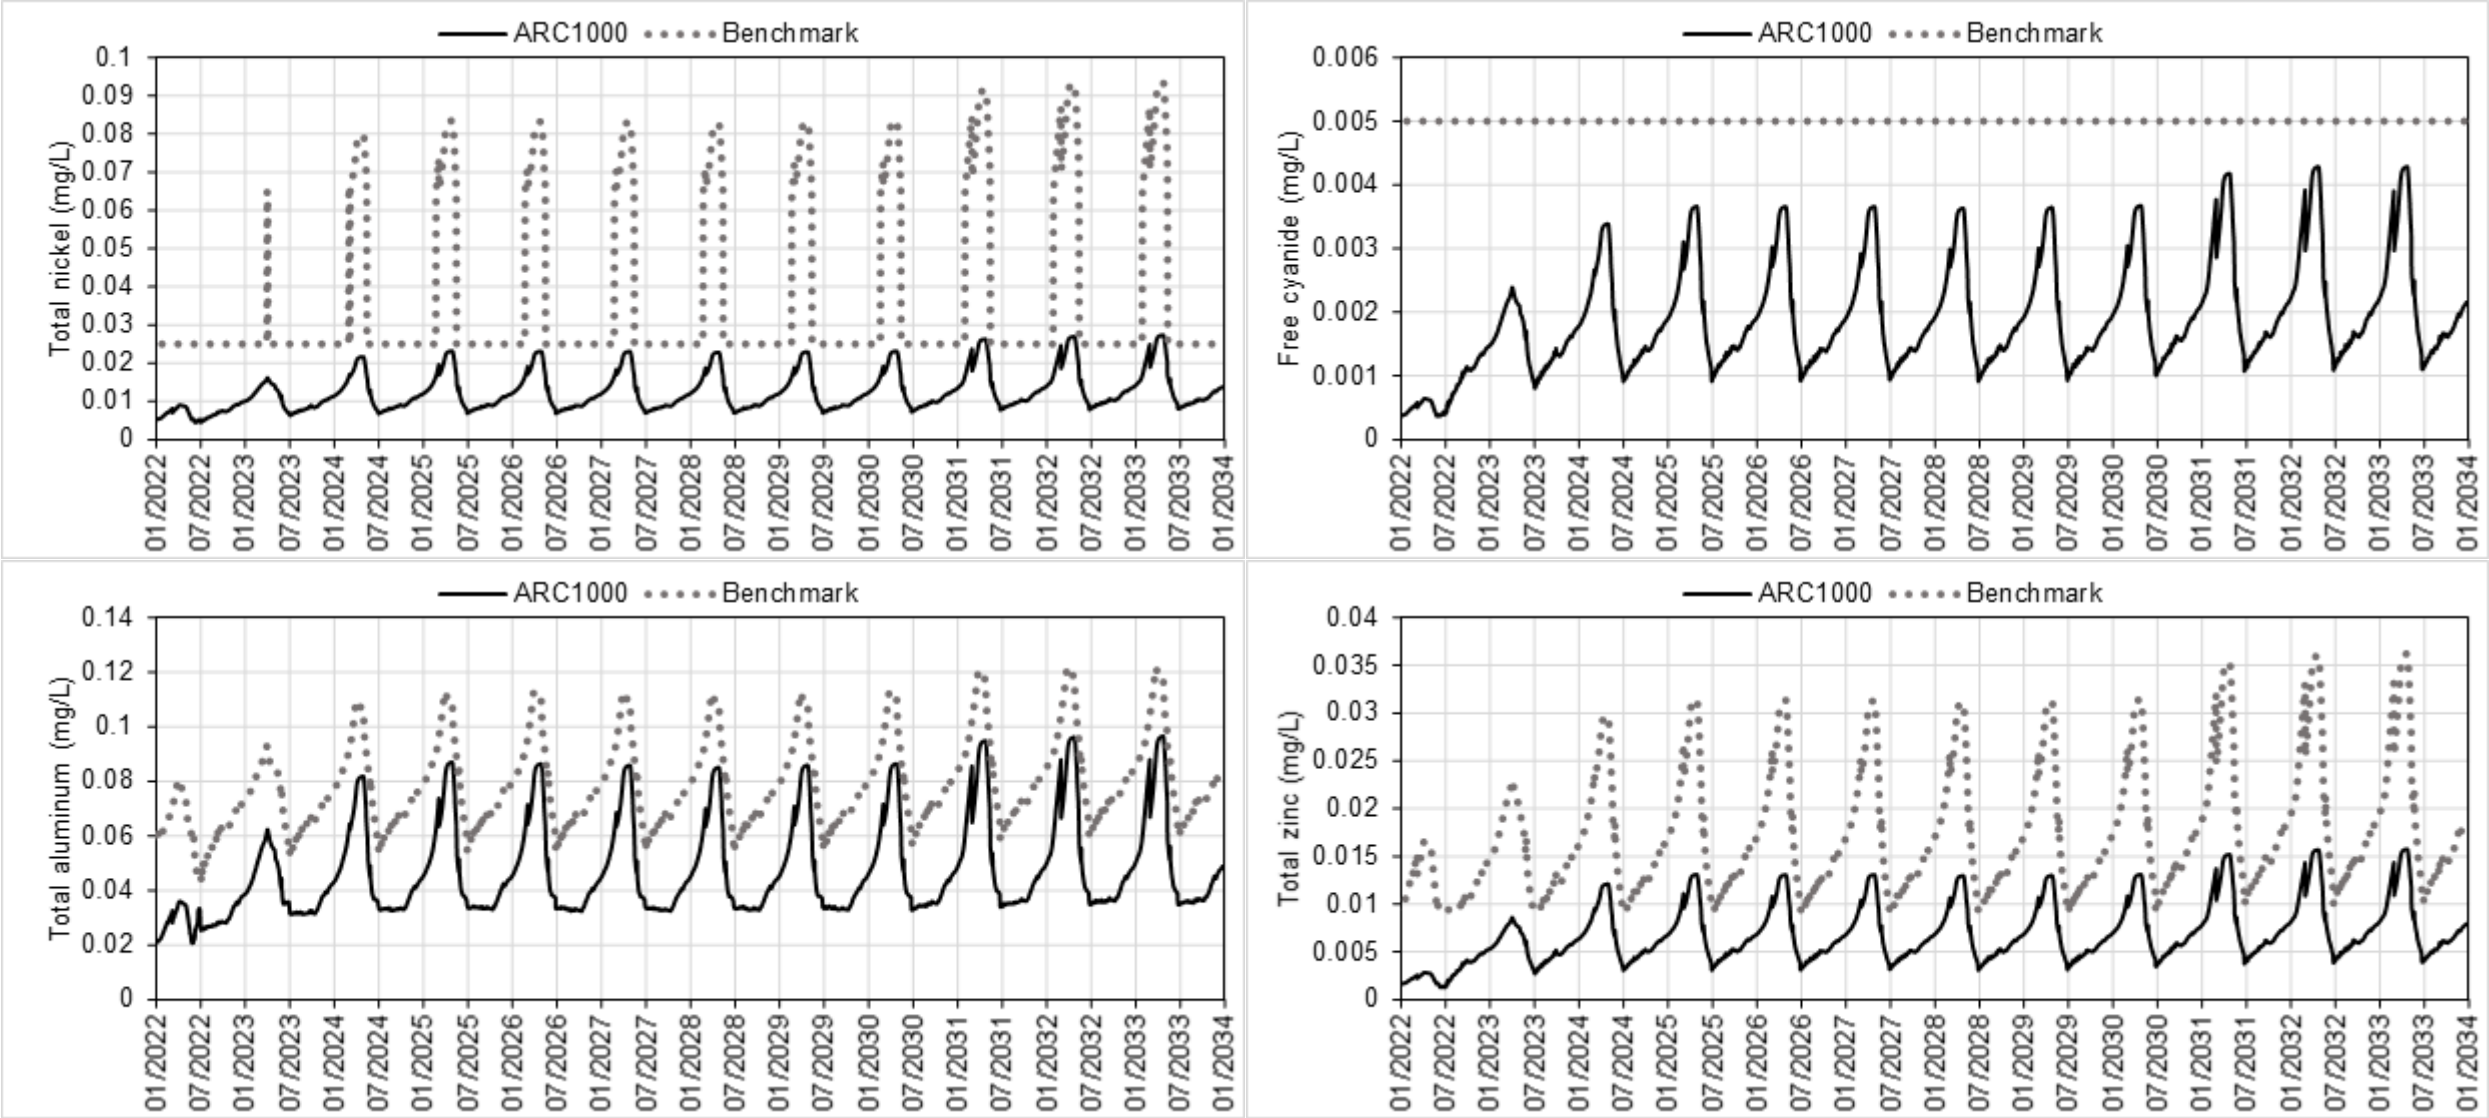 ARC1000 Benchmark
Total nickel (mg/L)
0.1
0.09
0.08
0.07
0.06
0.05
0.04
0.03
0.02
0.01
0
01/2022 07/2022 01/2023 07/2023 01/2024 07/2024 01/2025 07/2025 01/2026 07/2026 01/2027 07/2027 01/2028 07/2028 01/2029 07/2029 01/2030 07/2030 01/2031 07/2031 01/2032 07/2032 01/2033 07/2033 01/2034
ARC1000 Benchmark
Free cyanide (mg/L)
0.006
0.005
0.004
0.003
0.002
0.001
0
01/2022 07/2022 01/2023 07/2023 01/2024 07/2024 01/2025 07/2025 01/2026 07/2026 01/2027 07/2027 01/2028 07/2028 01/2029 07/2029 01/2030 07/2030 01/2031 07/2031 01/2032 07/2032 01/2033 07/2033 01/2034
ARC1000 Benchmark
Total aluminum (mg/L)
0.14
0.12
0.1
0.08
0.06
0.04
0.02
0
01/2022 07/2022 01/2023 07/2023 01/2024 07/2024 01/2025 07/2025 01/2026 07/2026 01/2027 07/2027 01/2028 07/2028 01/2029 07/2029 01/2030 07/2030 01/2031 07/2031 01/2032 07/2032 01/2033 07/2033 01/2034
ARC1000 Benchmark
Total zinc (mg/L)
0.04
0.035
0.03
0.025
0.02
0.015
0.01
0.005
0
01/2022 07/2022 01/2023 07/2023 01/2024 07/2024 01/2025 07/2025 01/2026 07/2026 01/2027 07/2027 01/2028 07/2028 01/2029 07/2029 01/2030 07/2030 01/2031 07/2031 01/2032 07/2032 01/2033 07/2033 01/2034